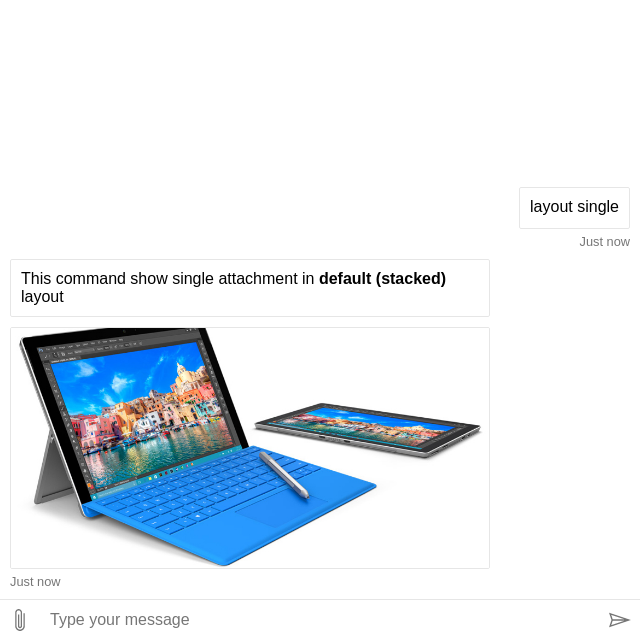 layout single
Just now
This command show single attachment in default (stacked)
layout
Just now
Type your message